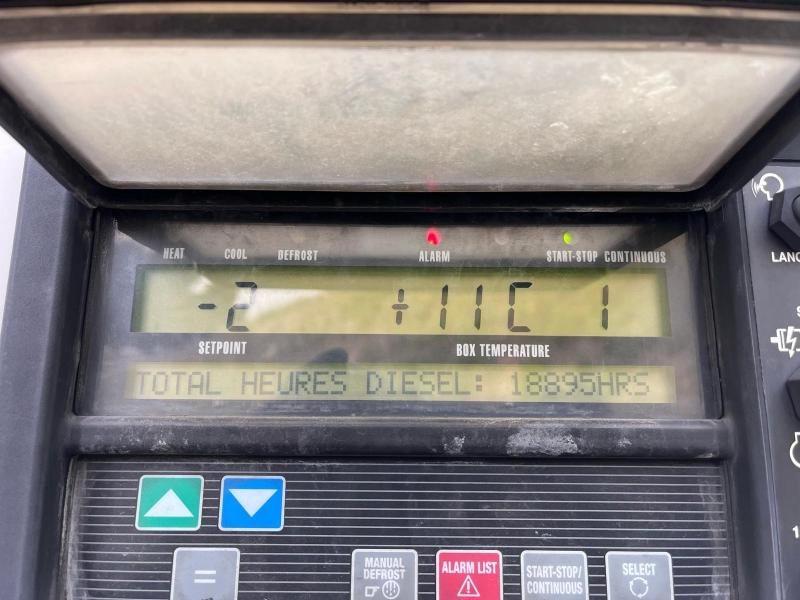 HEAT COOL DEFROST ALARM START-STOP CONTINUOUS
-2 +11C 1
SETPOINT BOX TEMPERATURE
TOTAL HEURES DIESEL: 18895HRS
=
MANUAL DEFROST
ALARM LIST
START-STOP/ CONTINUOUS
SELECT